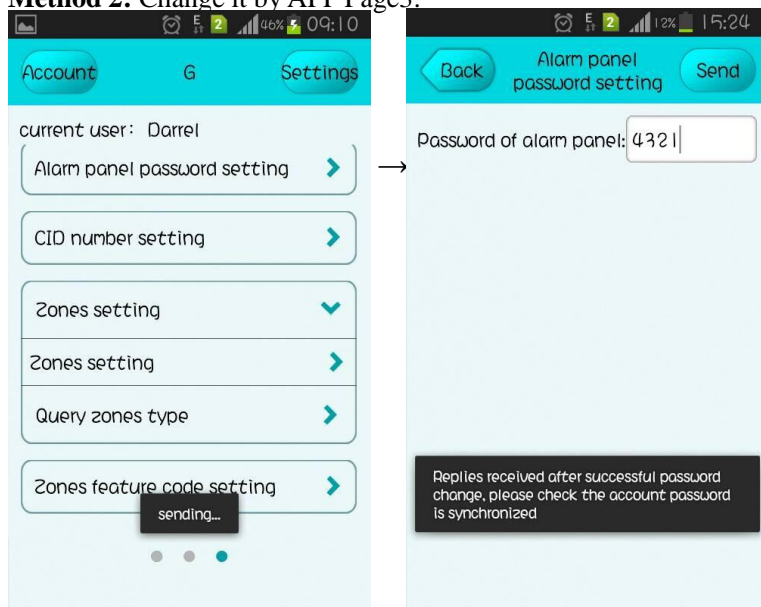 Method 2: Change it by APP Page3:
46% 09:10
Account G Settings
current user: Darrel
Alarm panel password setting
CID number setting
Zones setting
Zones setting
Query zones type
Zones feature code setting
sending...
→
E 2 12% 15:24
Back Alarm panel password setting Send
Password of alarm panel: 4321
Replies received after successful password
change, please check the account password
is synchronized